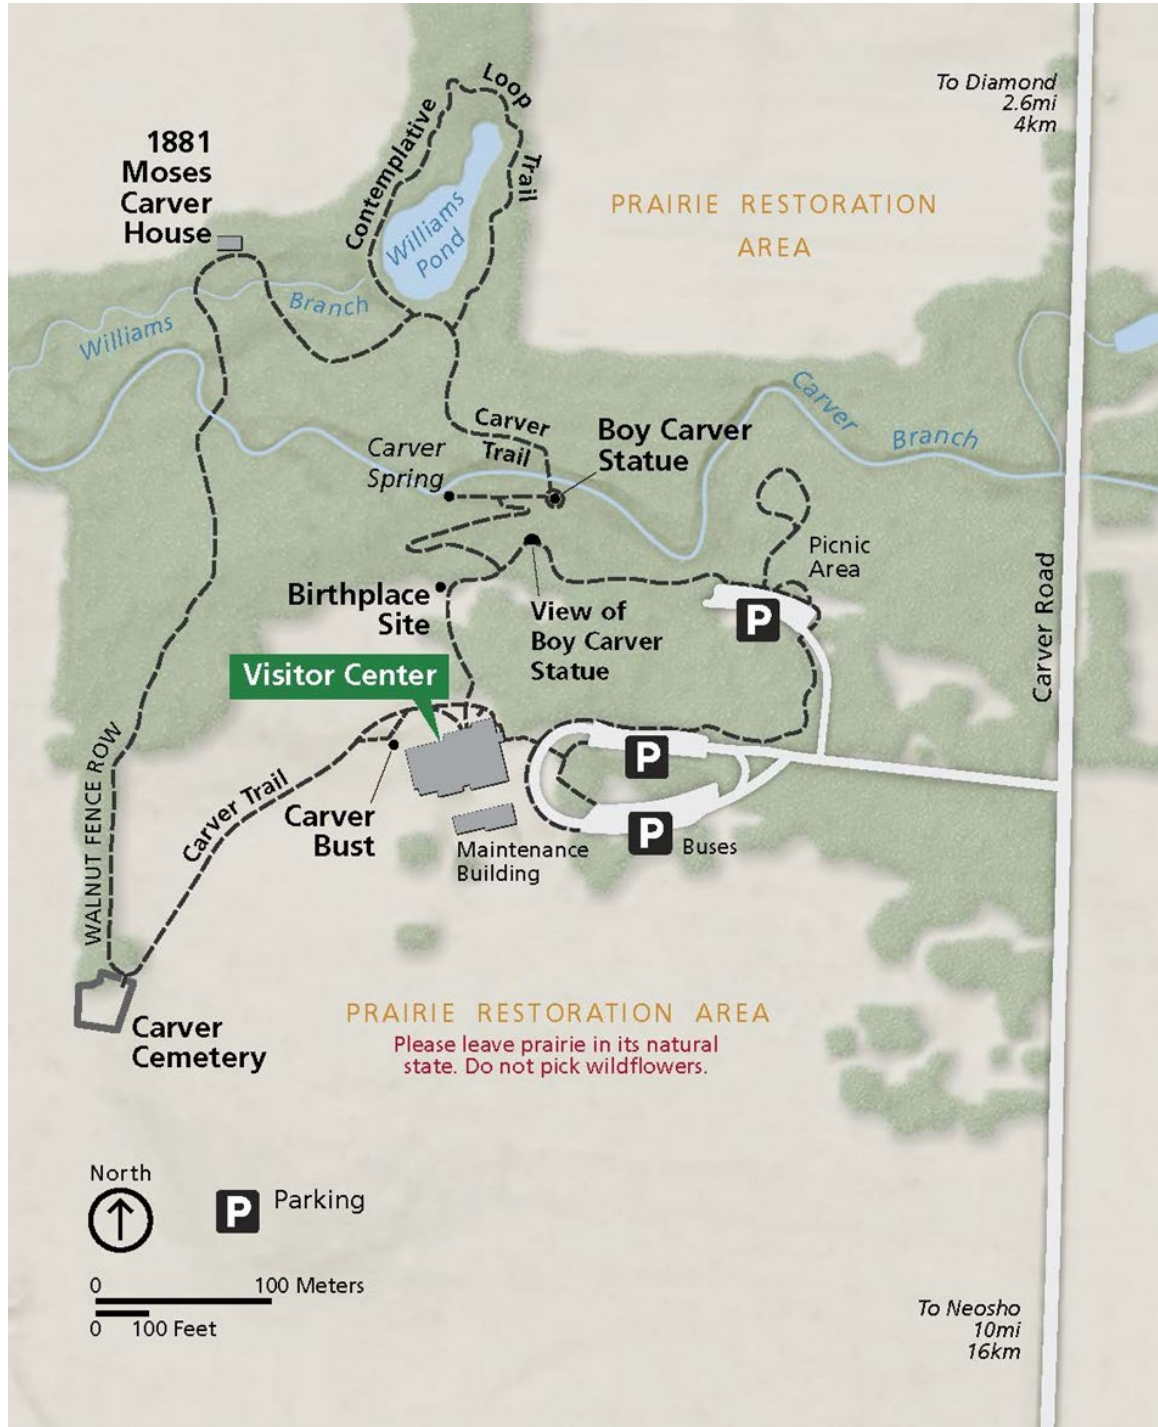 Loop
Contemplative
Trail
To Diamond
2.6mi
4km
1881
Moses
Carver
House
PRAIRIE RESTORATION
AREA
Williams
Pond
Williams
Branch
Carver
Branch
Carver
Trail
Carver
Spring
Boy Carver
Statue
Picnic
Area
Birthplace
Site
View of
Boy Carver
Statue
P
Carver Road
Visitor Center
P
WALNUT FENCE ROW
Carver Trail
Carver
Bust
P
Buses
Maintenance
Building
PRAIRIE RESTORATION AREA
Please leave prairie in its natural
state. Do not pick wildflowers.
Carver
Cemetery
North
P
Parking
0 100 Meters
0 100 Feet
To Neosho
10mi
16km